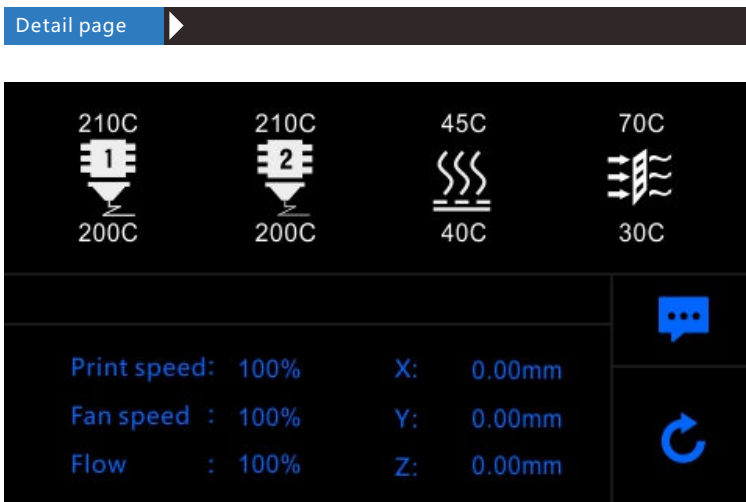 Detail page
210C 210C 45C 70C
1 2
200C 200C 40C 30C
Print speed: 100% X: 0.00mm
Fan speed : 100% Y: 0.00mm
Flow : 100% Z: 0.00mm